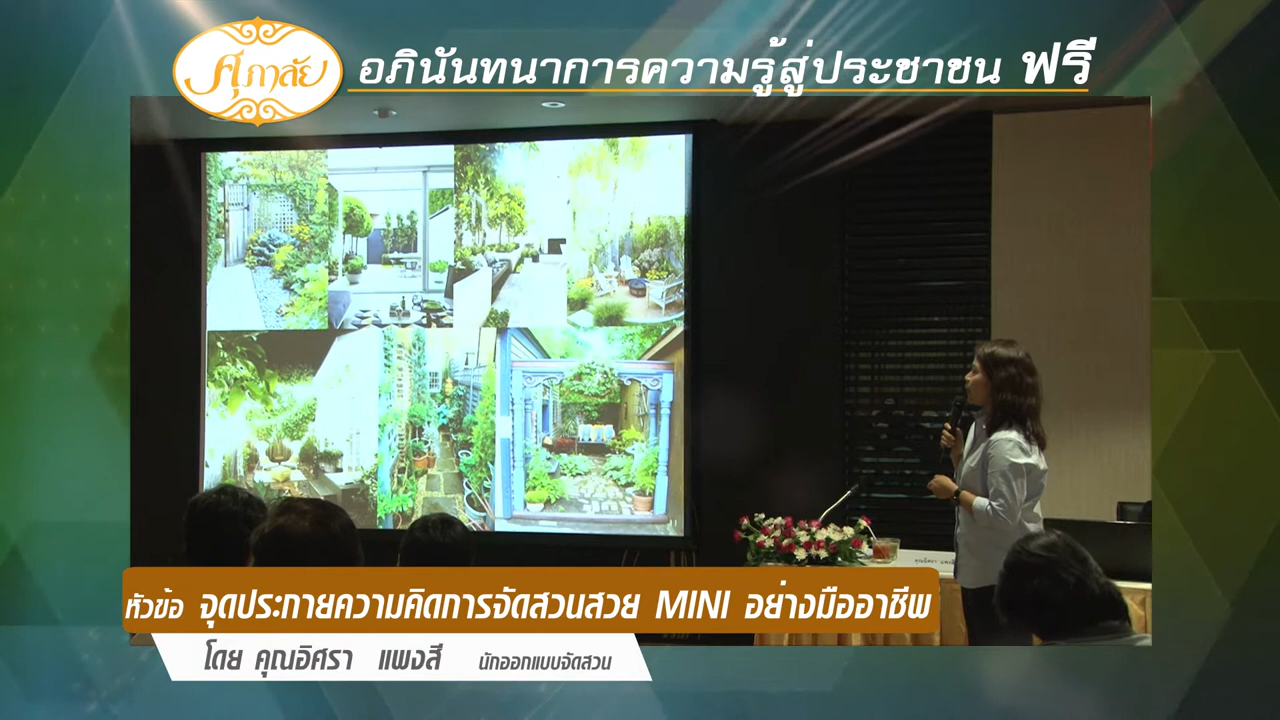 ศุภาลัย
อภินันทนาการความรู้สู่ประชาชน ฟรี
หัวข้อ จุดประกายความคิดการจัดสวนสวย MINI อย่างมืออาชีพ
โดย คุณอิศรา แพงสี นักออกแบบจัดสวน